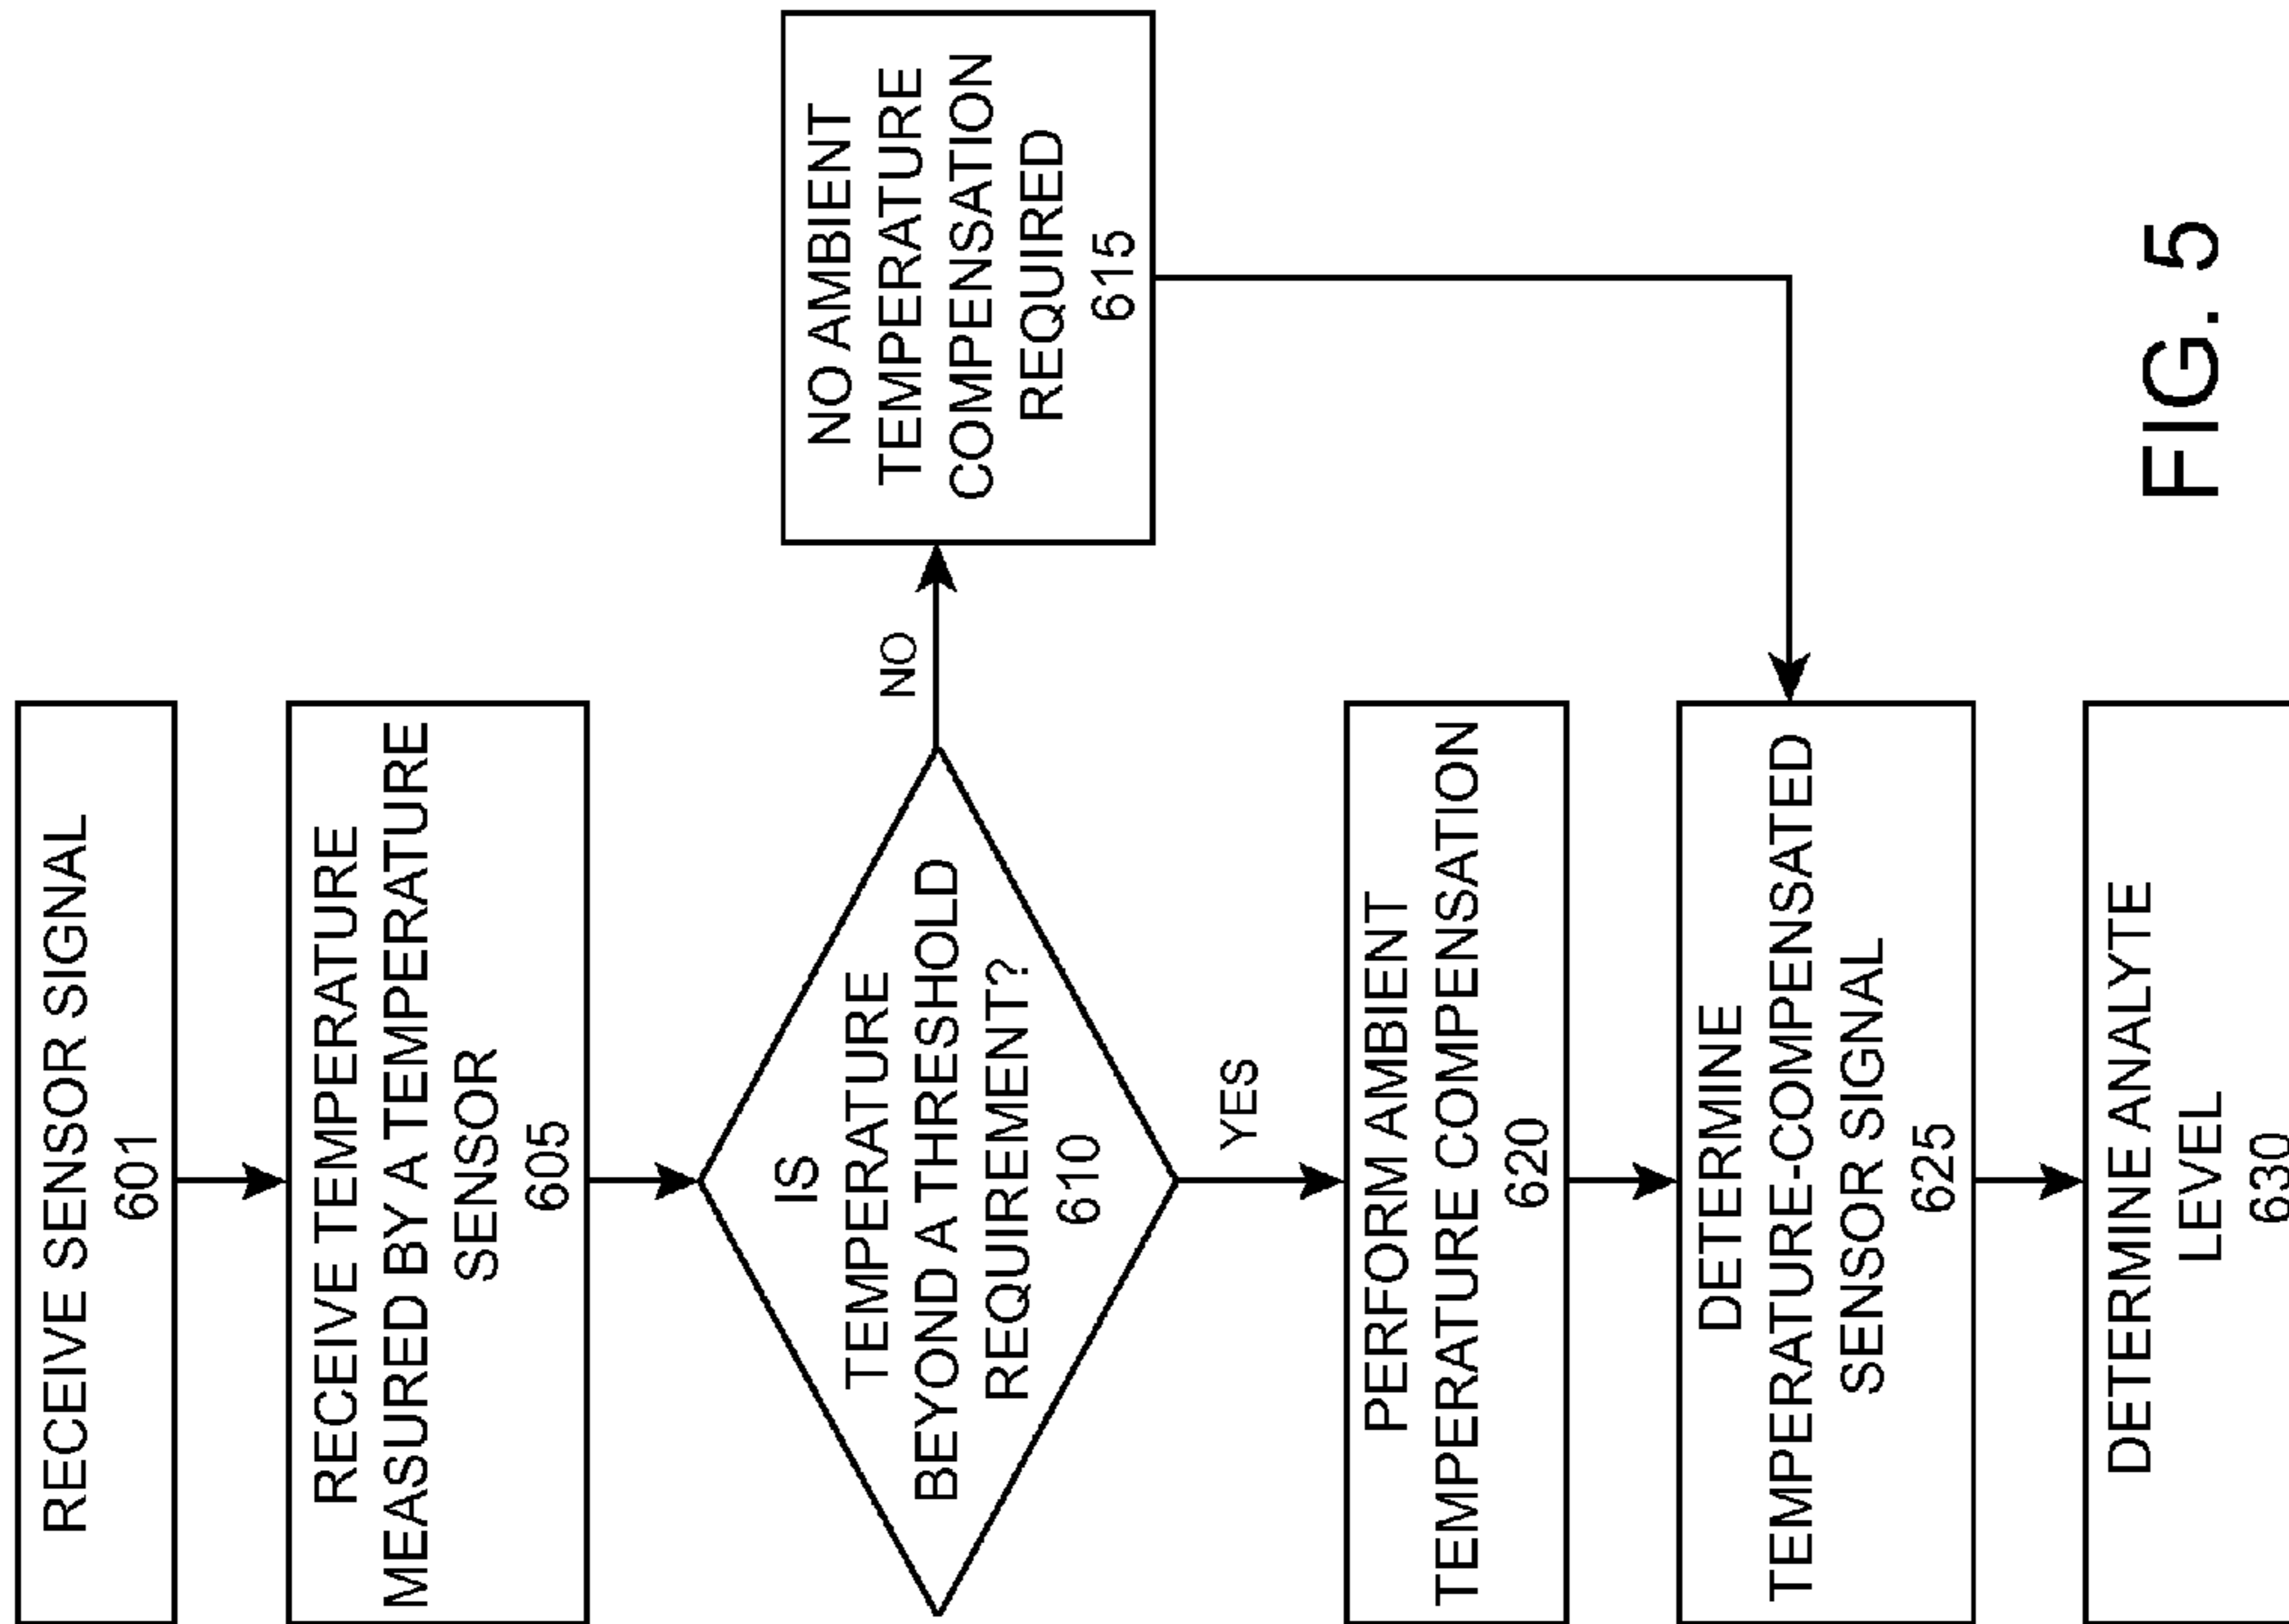 RECEIVE SENSOR SIGNAL
601
RECEIVE TEMPERATURE
MEASURED BY A TEMPERATURE
SENSOR
605
IS
TEMPERATURE
BEYOND A THRESHOLD
REQUIREMENT?
610
NO
NO AMBIENT
TEMPERATURE
COMPENSATION
REQUIRED
615
YES
PERFORM AMBIENT
TEMPERATURE COMPENSATION
620
DETERMINE
TEMPERATURE-COMPENSATED
SENSOR SIGNAL
625
DETERMINE ANALYTE
LEVEL
630
FIG. 5